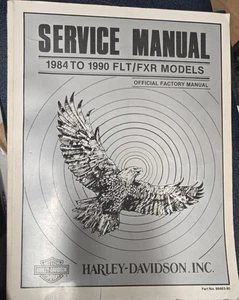 SERVICE MANUAL
1984 TO 1990 FLT/FXR MODELS
OFFICIAL FACTORY MANUAL
HARLEY-DAVIDSON, INC.